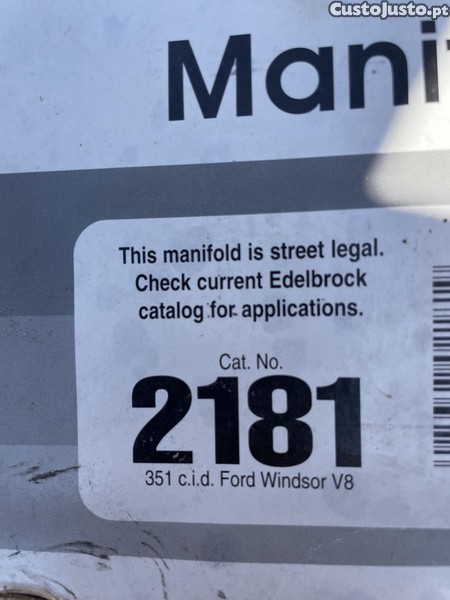 CustoJusto.pt
Mani
This manifold is street legal.
Check current Edelbrock
catalog for applications.
Cat. No.
2181
351 c.i.d. Ford Windsor V8